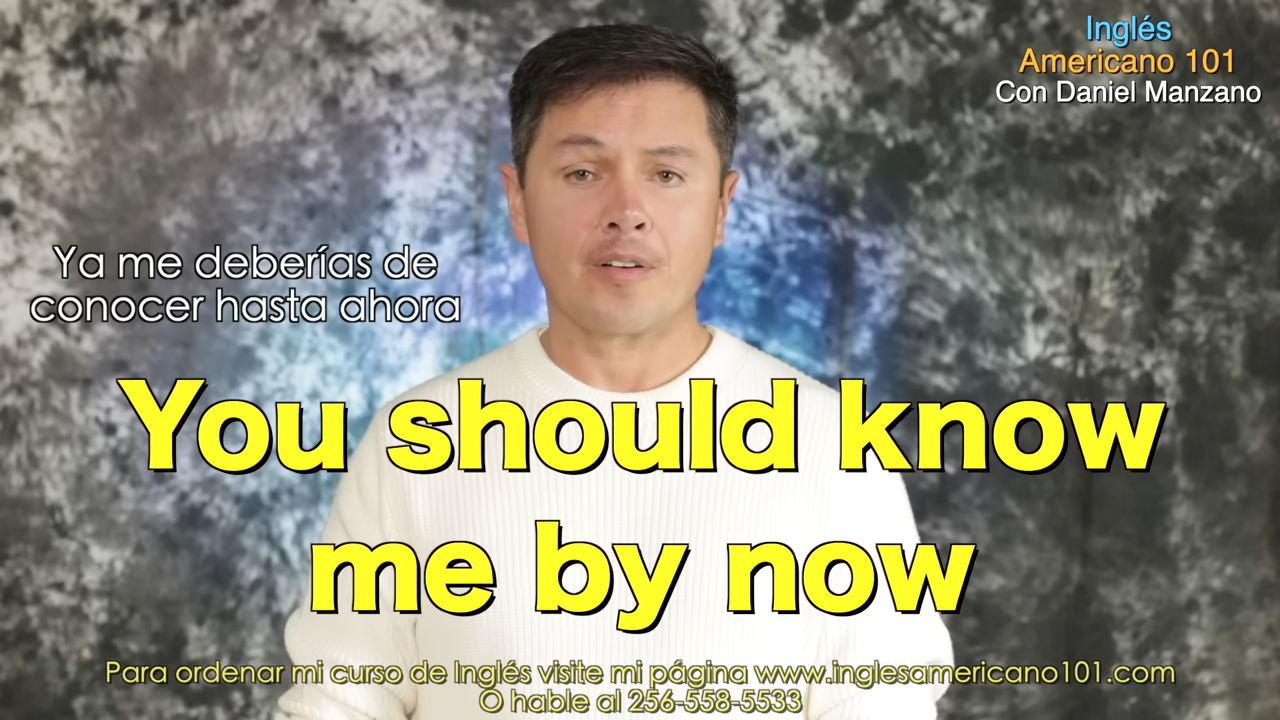 Inglés
Americano 101
Con Daniel Manzano
Ya me deberías de
conocer hasta ahora
You should know
me by now
Para ordenar mi curso de Inglés visite mi página www.inglesamericano101.com
O hable al 256-558-5533